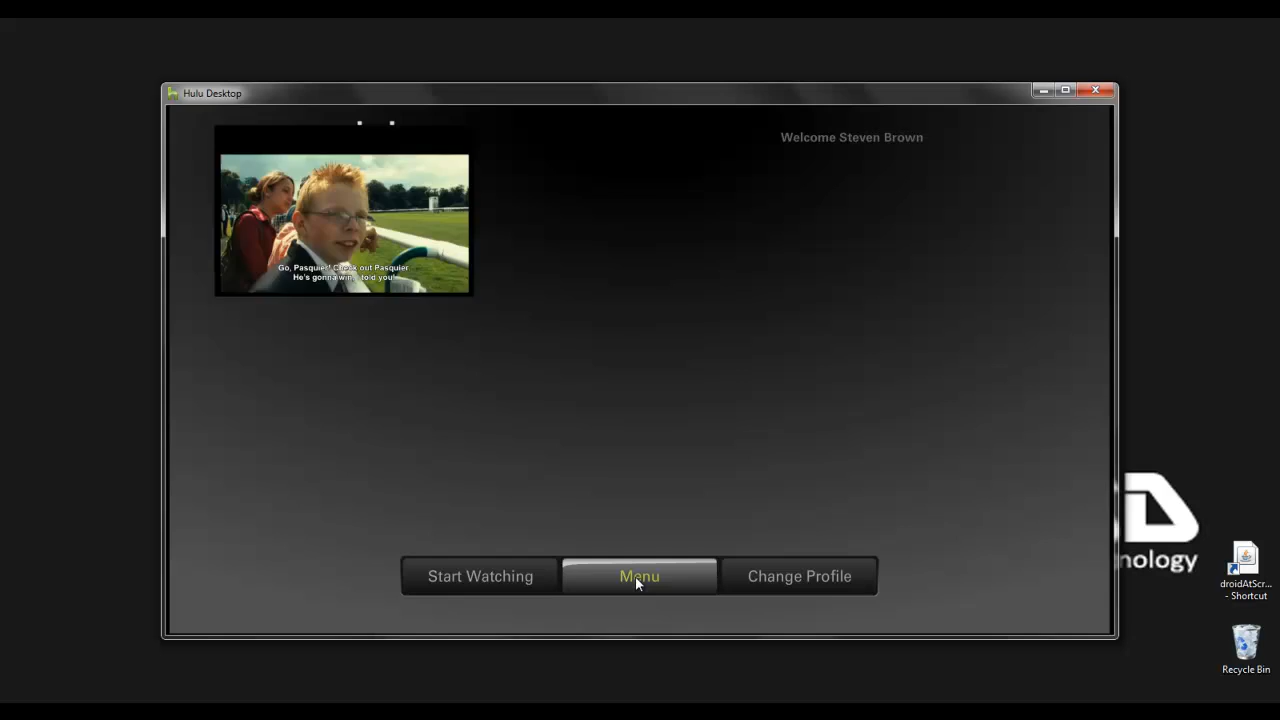 Hulu Desktop
Welcome Steven Brown
Go, Pasquier! Check out Pasquier
He's gonna win, I told you!
Start Watching
Menu
Change Profile
nology
droidAtScr...
- Shortcut
Recycle Bin